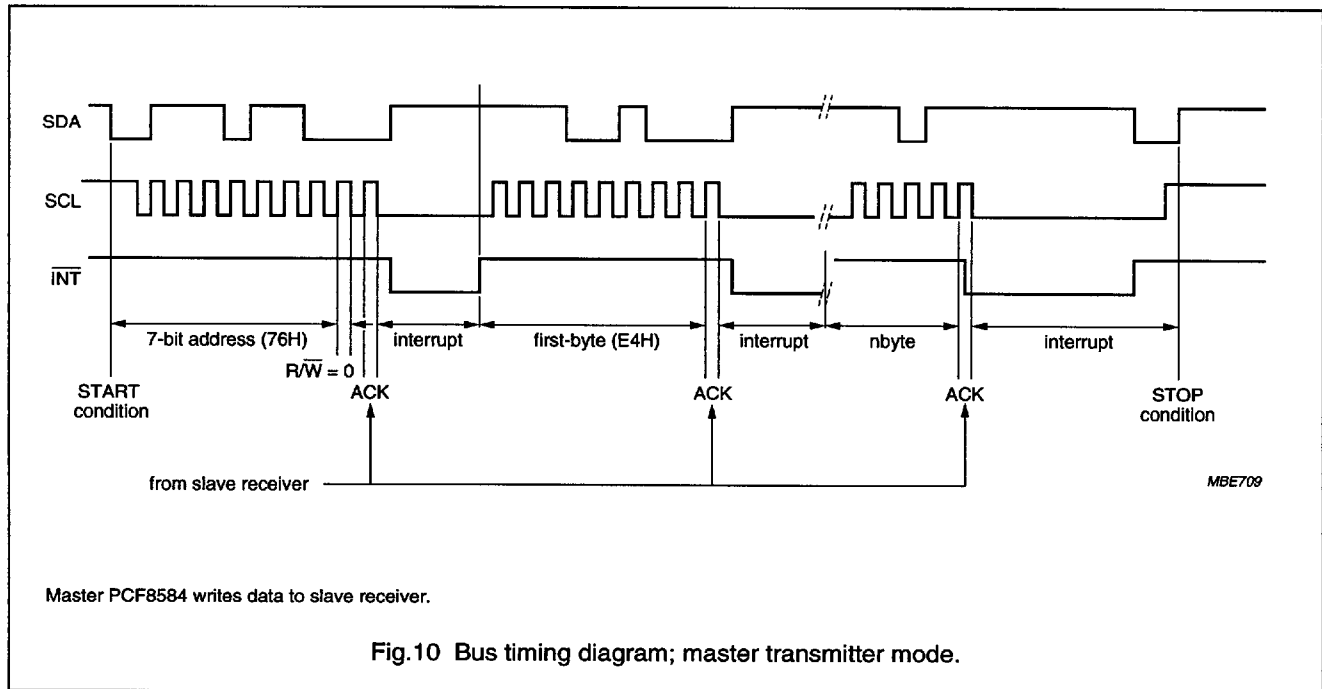 SDA
SCL
INT
7-bit address (76H)
interrupt
first-byte (E4H)
interrupt
nbyte
interrupt
R/W = 0
START
condition
ACK
ACK
ACK
STOP
condition
from slave receiver
MBE709
Master PCF8584 writes data to slave receiver.
Fig.10 Bus timing diagram; master transmitter mode.